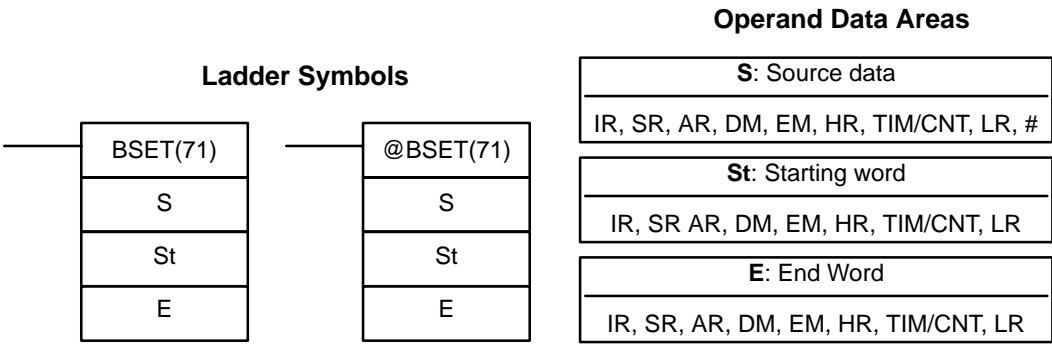 Operand Data Areas
Ladder Symbols
S: Source data
IR, SR, AR, DM, EM, HR, TIM/CNT, LR, #
BSET(71)
@BSET(71)
S
S
St: Starting word
IR, SR AR, DM, EM, HR, TIM/CNT, LR
St
St
E: End Word
E
E
IR, SR, AR, DM, EM, HR, TIM/CNT, LR